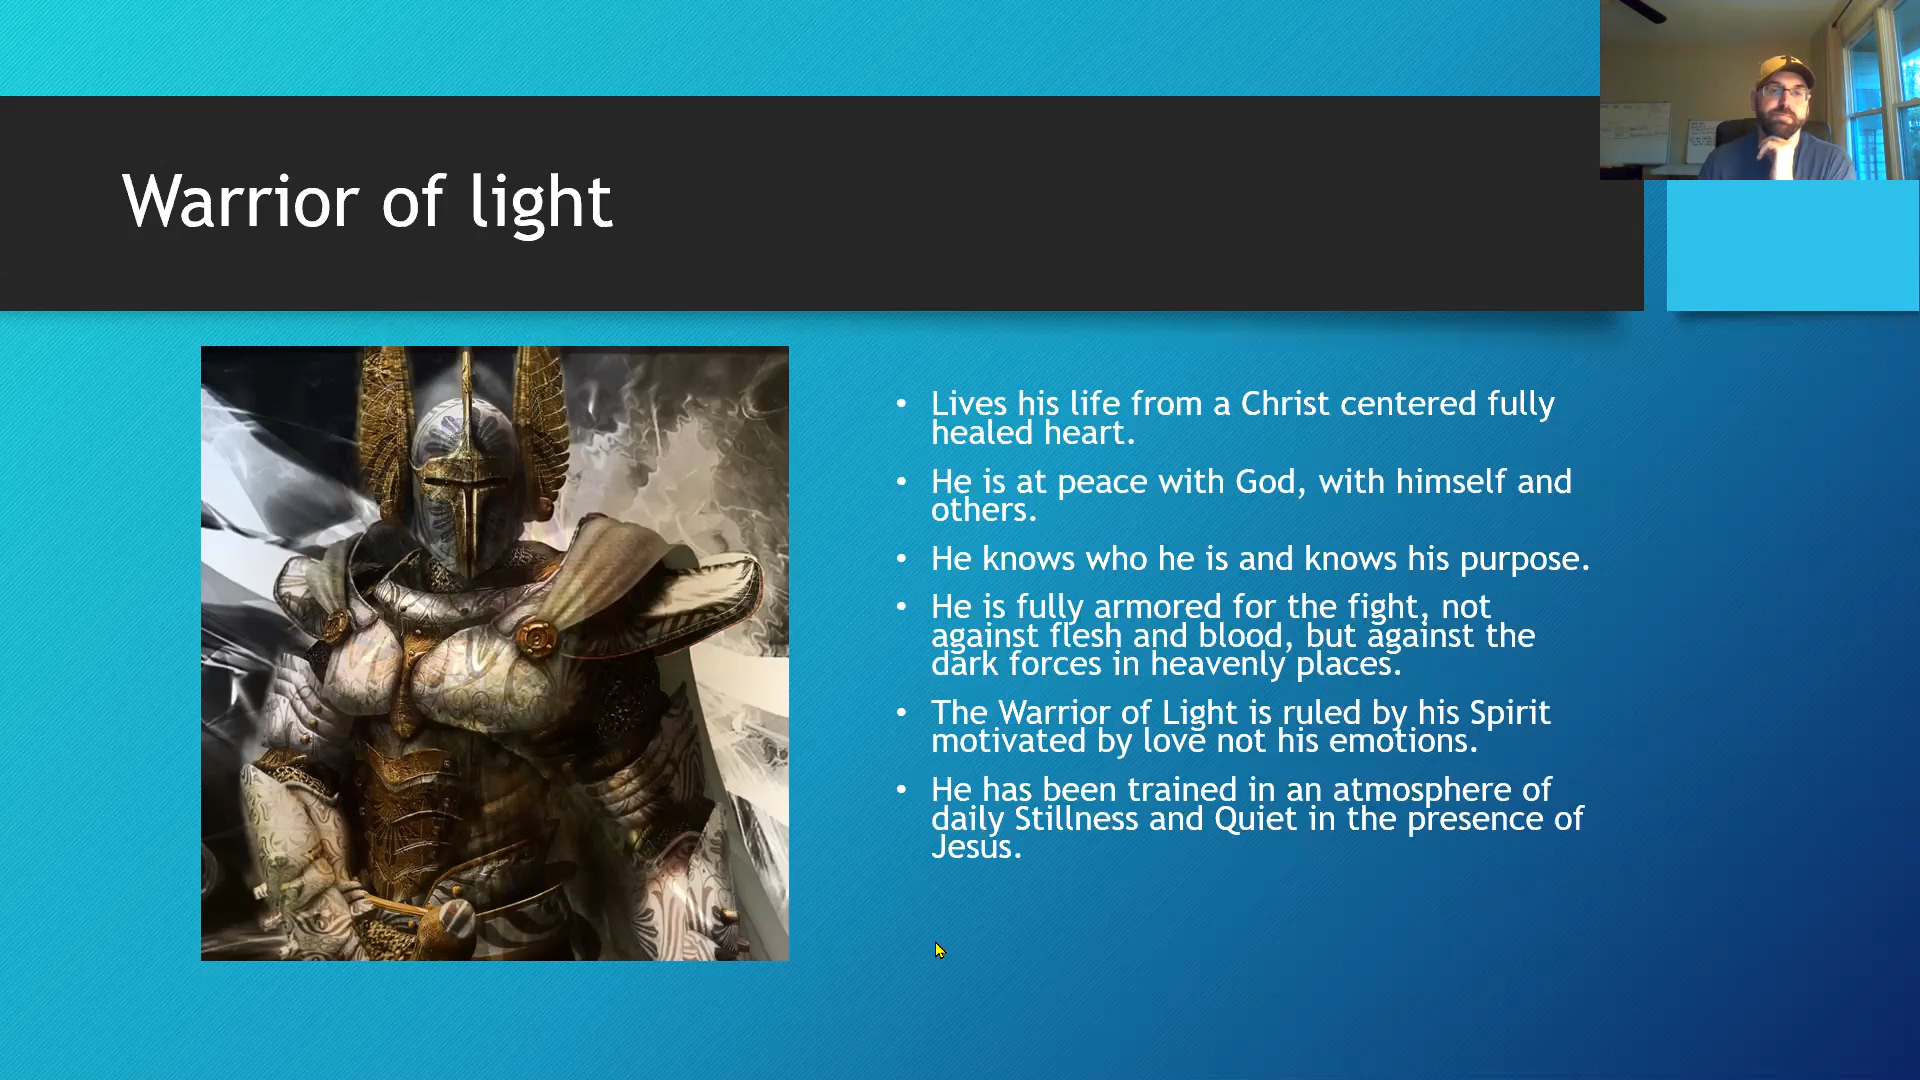 Warrior of light
• Lives his life from a Christ centered fully
healed heart.
• He is at peace with God, with himself and
others.
• He knows who he is and knows his purpose.
• He is fully armored for the fight, not
against flesh and blood, but against the
dark forces in heavenly places.
• The Warrior of Light is ruled by his Spirit
motivated by love not his emotions.
• He has been trained in an atmosphere of
daily Stillness and Quiet in the presence of
Jesus.